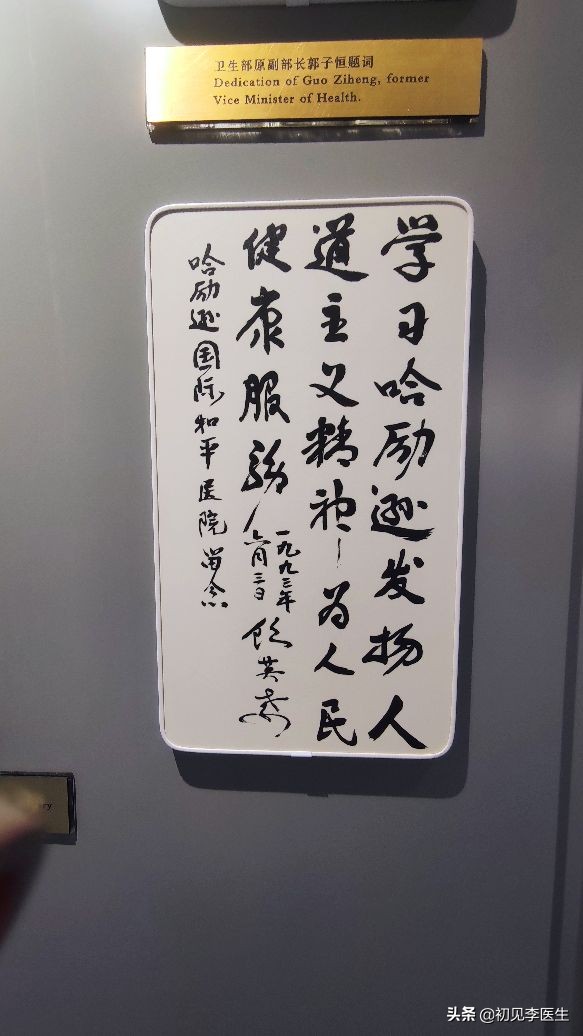 卫生部原副部长郭子恒题词
Dedication of Guo Ziheng, former
Vice Minister of Health.
学习哈励逊发扬人
道主义精神为人民
健康服务
一九九三年
六月三日
哈励逊国际和平医院留念
头条 @初见李医生